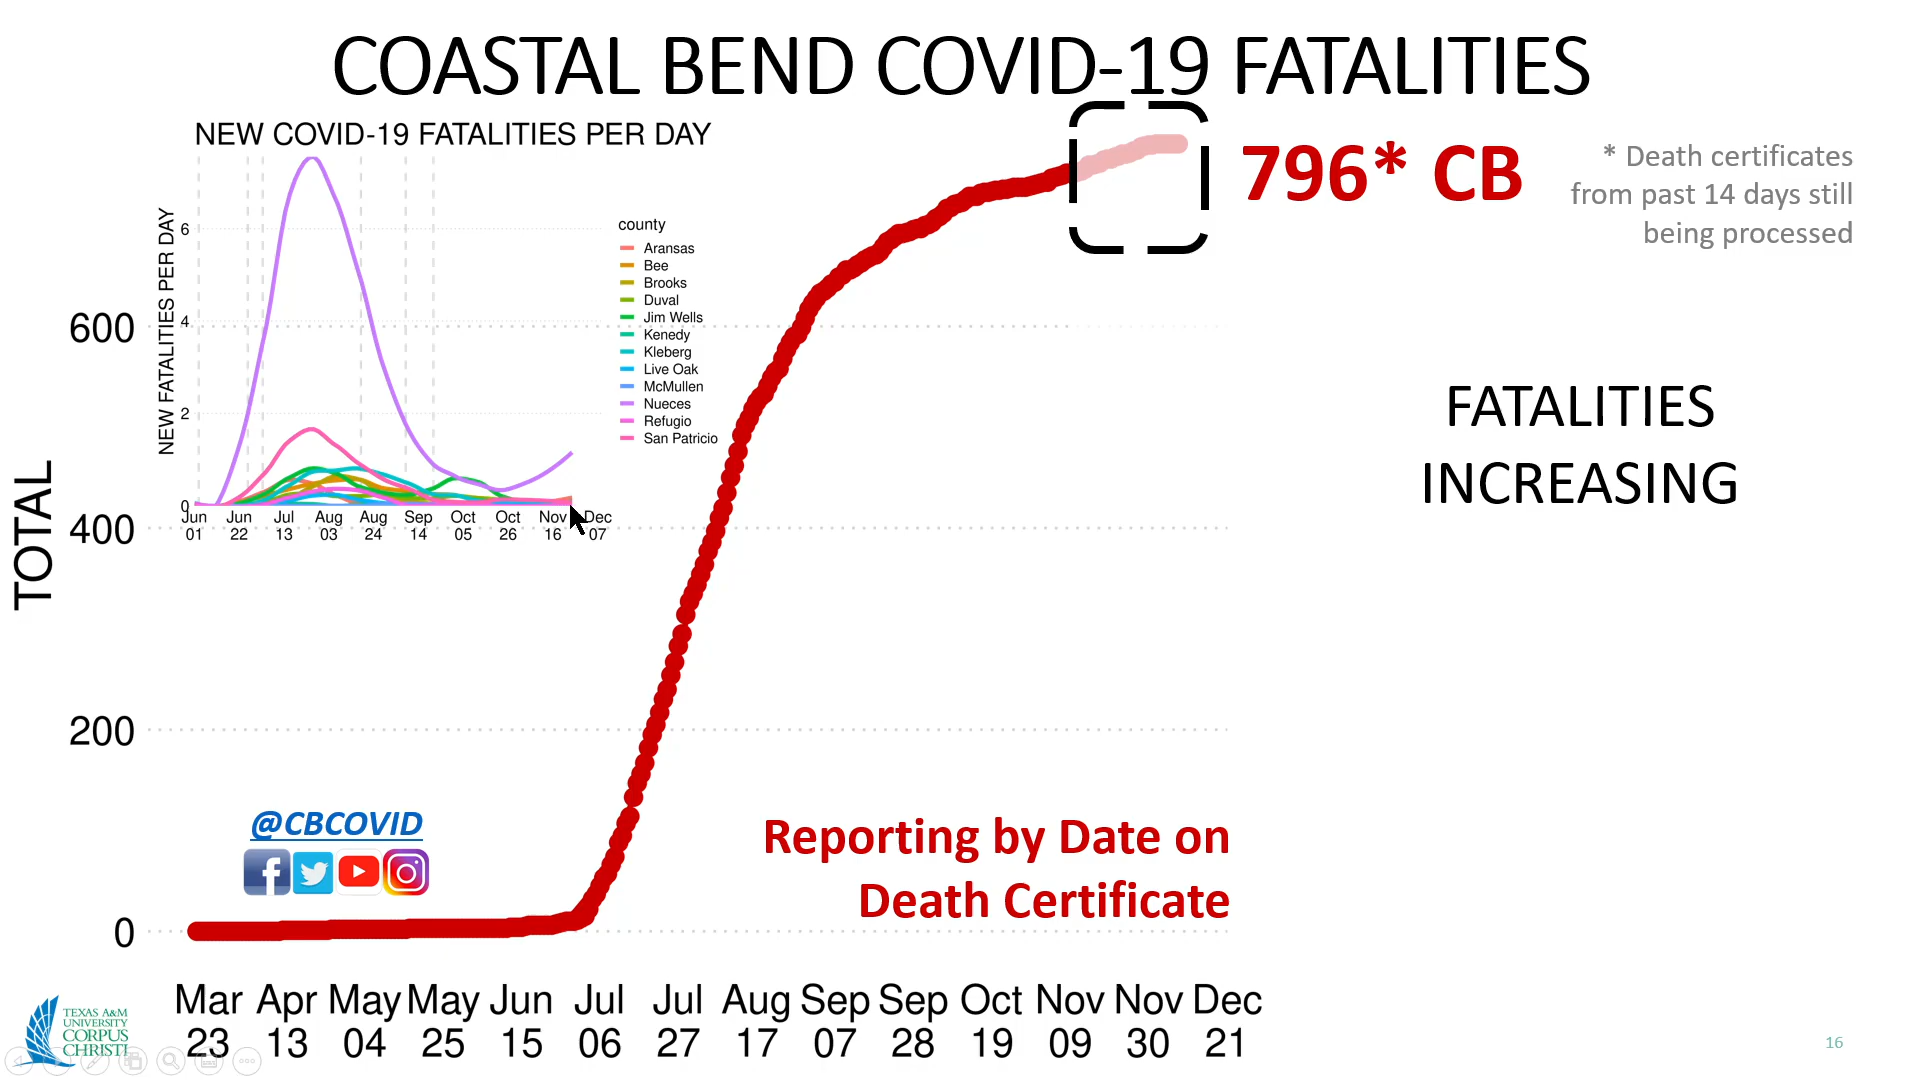 COASTAL BEND COVID-19 FATALITIES
NEW COVID-19 FATALITIES PER DAY
NEW FATALITIES PER DAY
6
4
2
0
Jun Jun Jul Aug Aug Sep Oct Oct Nov Dec
01 22 13 03 24 14 05 26 16 07
county
Aransas
Bee
Brooks
Duval
Jim Wells
Kenedy
Kleberg
Live Oak
McMullen
Nueces
Refugio
San Patricio
796* CB
* Death certificates
from past 14 days still
being processed
FATALITIES
INCREASING
TOTAL
600
400
200
0
@CBCOVID
Reporting by Date on
Death Certificate
Mar Apr May May Jun Jul Jul Aug Sep Sep Oct Nov Nov Dec
23 13 04 25 15 06 27 17 07 28 19 09 30 21
TEXAS A&M
UNIVERSITY
CORPUS
CHRISTI
16